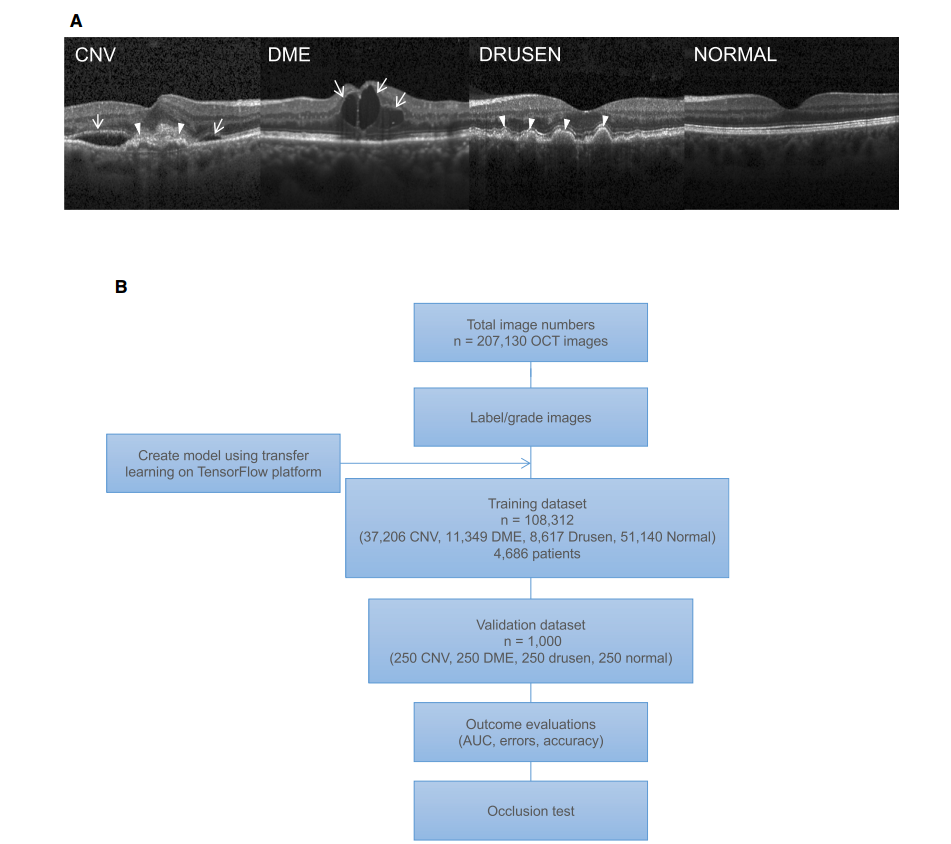 A
CNV
DME
DRUSEN
NORMAL
B
Total image numbers
n = 207,130 OCT images
Label/grade images
Create model using transfer
learning on TensorFlow platform
Training dataset
n = 108,312
(37,206 CNV, 11,349 DME, 8,617 Drusen, 51,140 Normal)
4,686 patients
Validation dataset
n = 1,000
(250 CNV, 250 DME, 250 drusen, 250 normal)
Outcome evaluations
(AUC, errors, accuracy)
Occlusion test